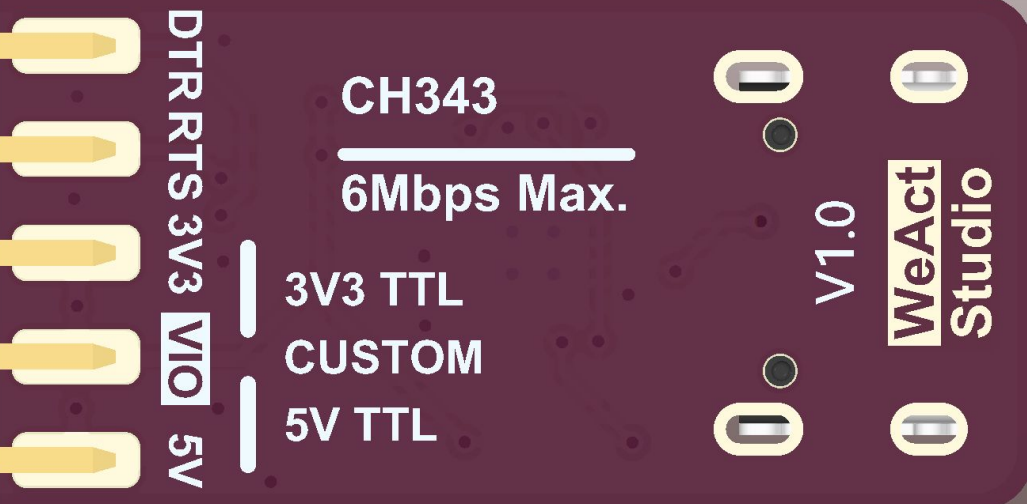 DTR
RTS
3V3
VIO
5V
CH343
6Mbps Max.
3V3 TTL
CUSTOM
5V TTL
V1.0
WeAct
Studio